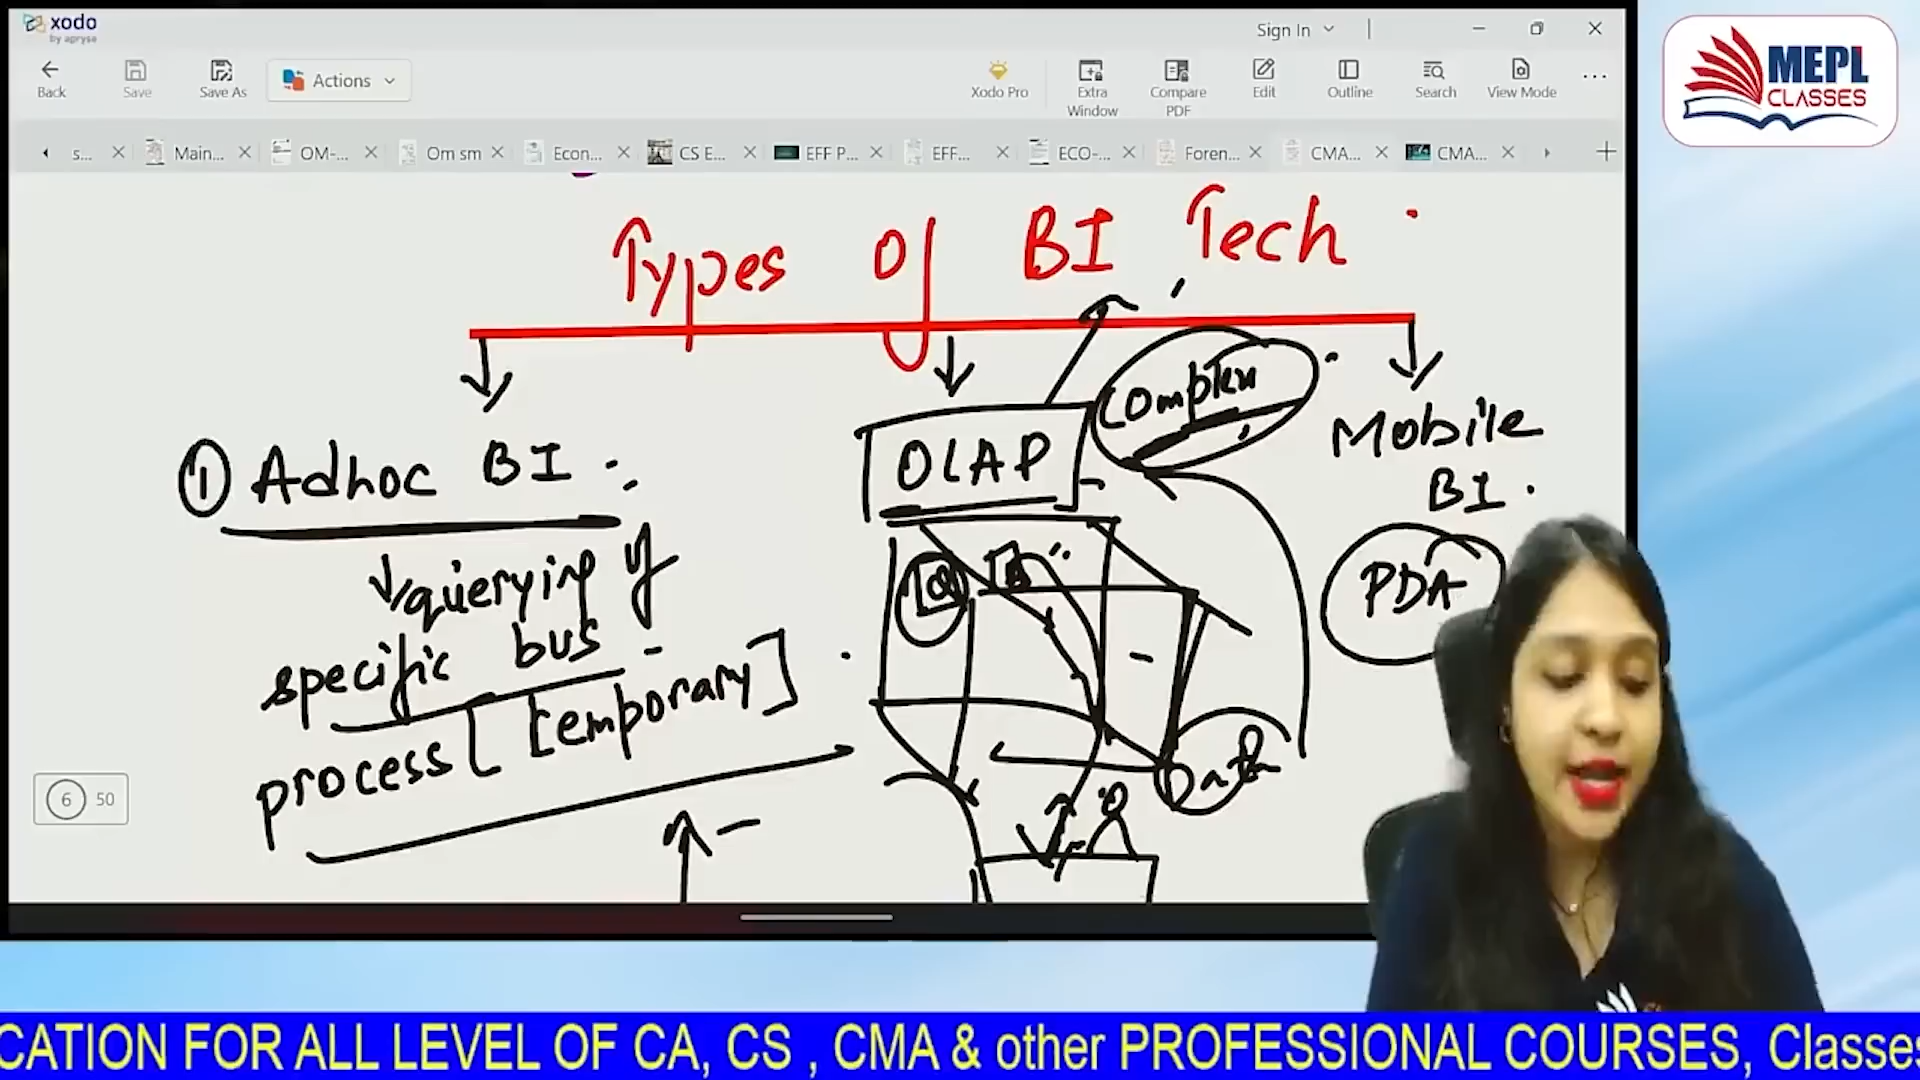 xodo
by apryse
Sign In
Back
Save
Save As
Actions
Xodo Pro
Extra Window
Compare PDF
Edit
Outline
Search
View Mode
s...
Main...
OM-...
Om sm
Econ...
CS E...
EFF P...
EFF...
ECO-...
Foren...
CMA...
CMA...
MEPL
CLASSES
Types of BI Tech
① Adhoc BI
OLAP
Complex
Mobile
BI.
↓querying of
specific bus
process [temporary]
PDA
Data
6 50
CATION FOR ALL LEVEL OF CA, CS , CMA & other PROFESSIONAL COURSES, Classes